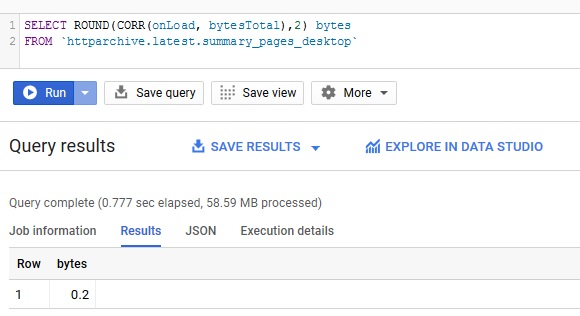 1 SELECT ROUND(CORR(onLoad, bytesTotal),2) bytes
2 FROM `httparchive.latest.summary_pages_desktop`
Run Save query Save view More
Query results SAVE RESULTS EXPLORE IN DATA STUDIO
Query complete (0.777 sec elapsed, 58.59 MB processed)
Job information Results JSON Execution details
Row bytes
1 0.2